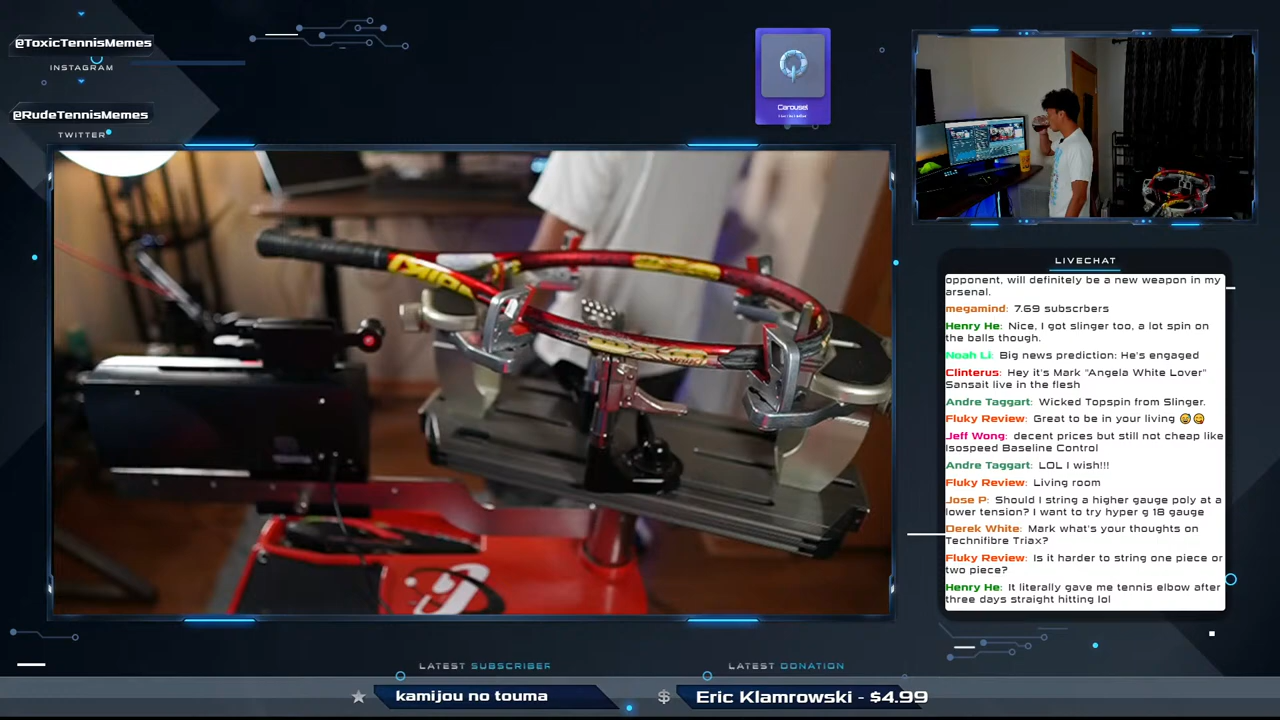 @ToxicTennisMemes
INSTAGRAM
@RudeTennisMemes
TWITTER
Carousel
LIVECHAT
opponent, will definitely be a new weapon in my
arsenal.
megamind: 7.69 subscrbers
Henry He: Nice, I got slinger too, a lot spin on
the balls though.
Noah Li: Big news prediction: He's engaged
Clinterus: Hey it's Mark "Angela White Lover"
Sansait live in the flesh
Andre Taggart: Wicked Topspin from Slinger.
Fluky Review: Great to be in your living 😅😋
Jeff Wong: decent prices but still not cheap like
Isospeed Baseline Control
Andre Taggart: LOL I wish!!!
Fluky Review: Living room
Jose P: Should I string a higher gauge poly at a
lower tension? I want to try hyper g 18 gauge
Derek White: Mark what's your thoughts on
Technifibre Triax?
Fluky Review: Is it harder to string one piece or
two piece?
Henry He: It literally gave me tennis elbow after
three days straight hitting lol
LATEST SUBSCRIBER
kamijou no touma
LATEST DONATION
$ Eric Klamrowski - $4.99